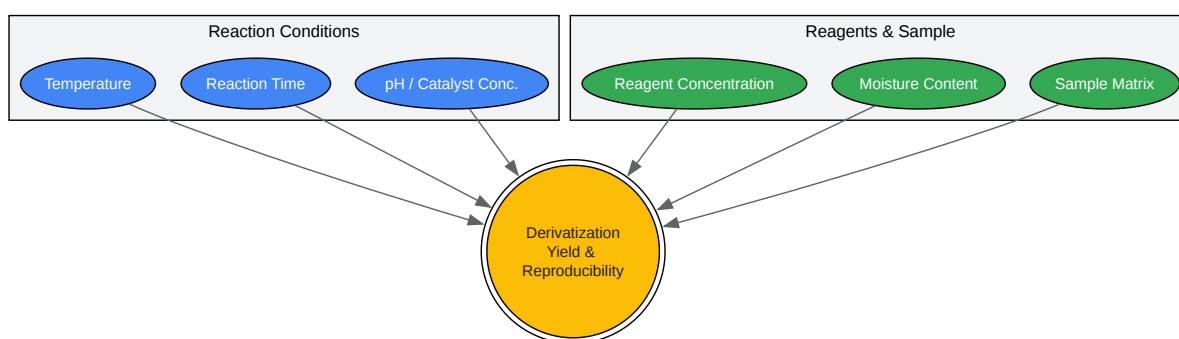 Reaction Conditions
Reagents & Sample
Temperature
Reaction Time
pH / Catalyst Conc.
Reagent Concentration
Moisture Content
Sample Matrix
Derivatization
Yield &
Reproducibility